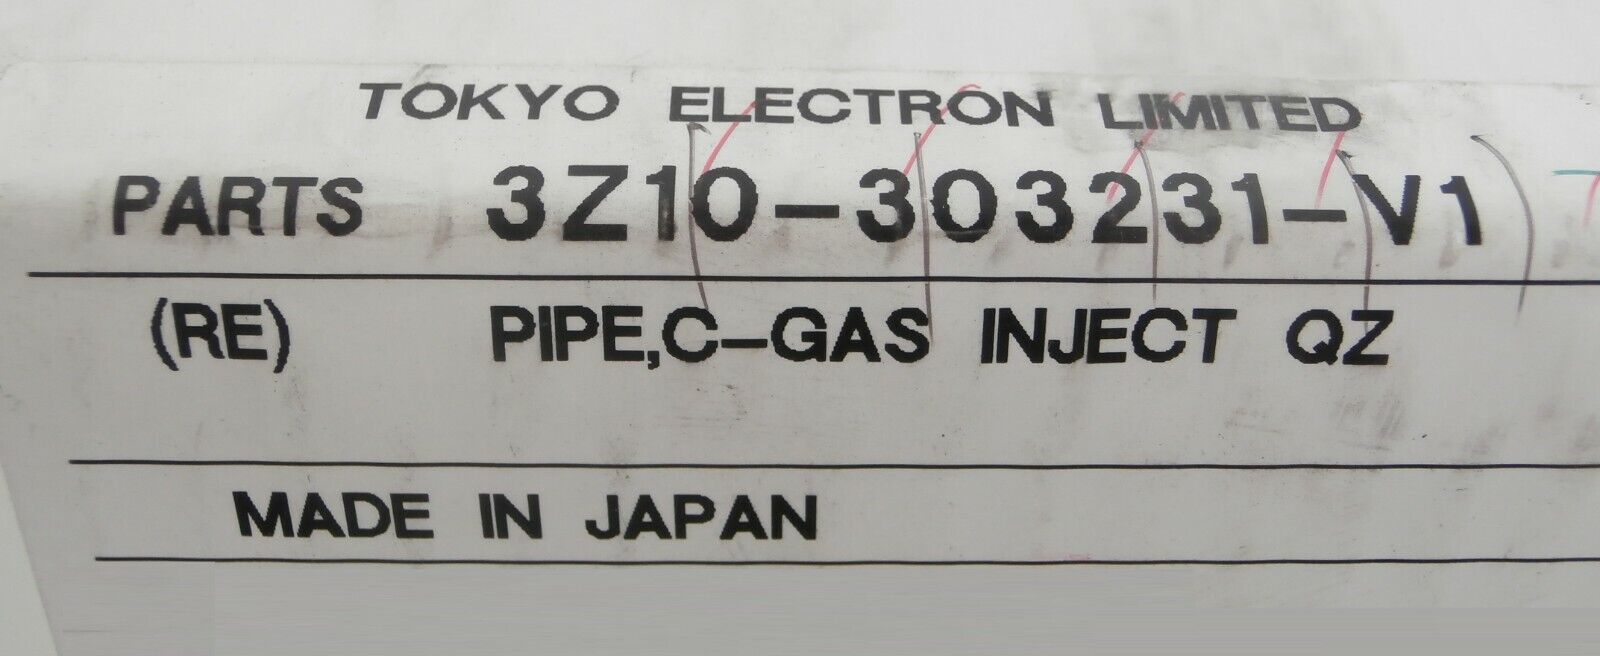 TOKYO ELECTRON LIMITED
PARTS 3Z10-303231-V1
(RE) PIPE,C-GAS INJECT QZ
MADE IN JAPAN